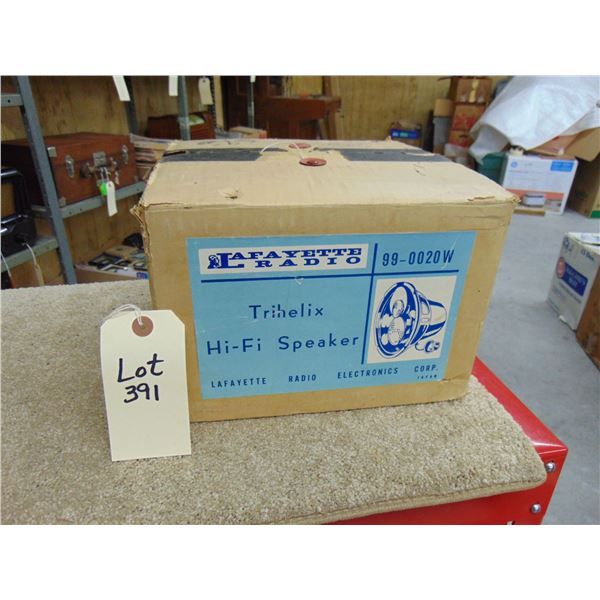 LAFAYETTE
RADIO
99-0020W
Trihelix
Hi-Fi Speaker
LAFAYETTE RADIO ELECTRONICS CORP.
JAPAN
Lot
391